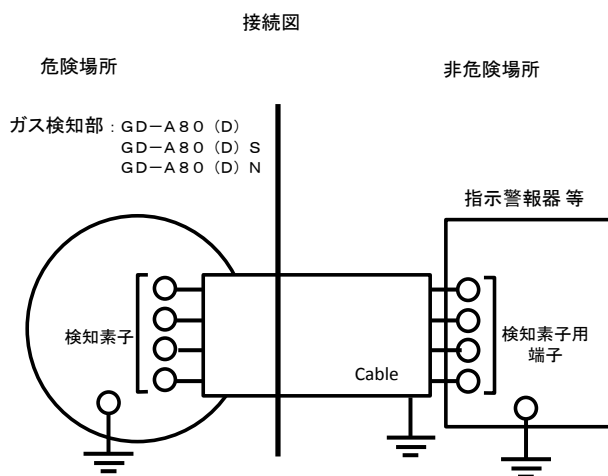 接続図
危険場所
非危険場所
ガス検知部：GD－A80（D）
GD－A80（D）S
GD－A80（D）N
指示警報器 等
検知素子
検知素子用
端子
Cable